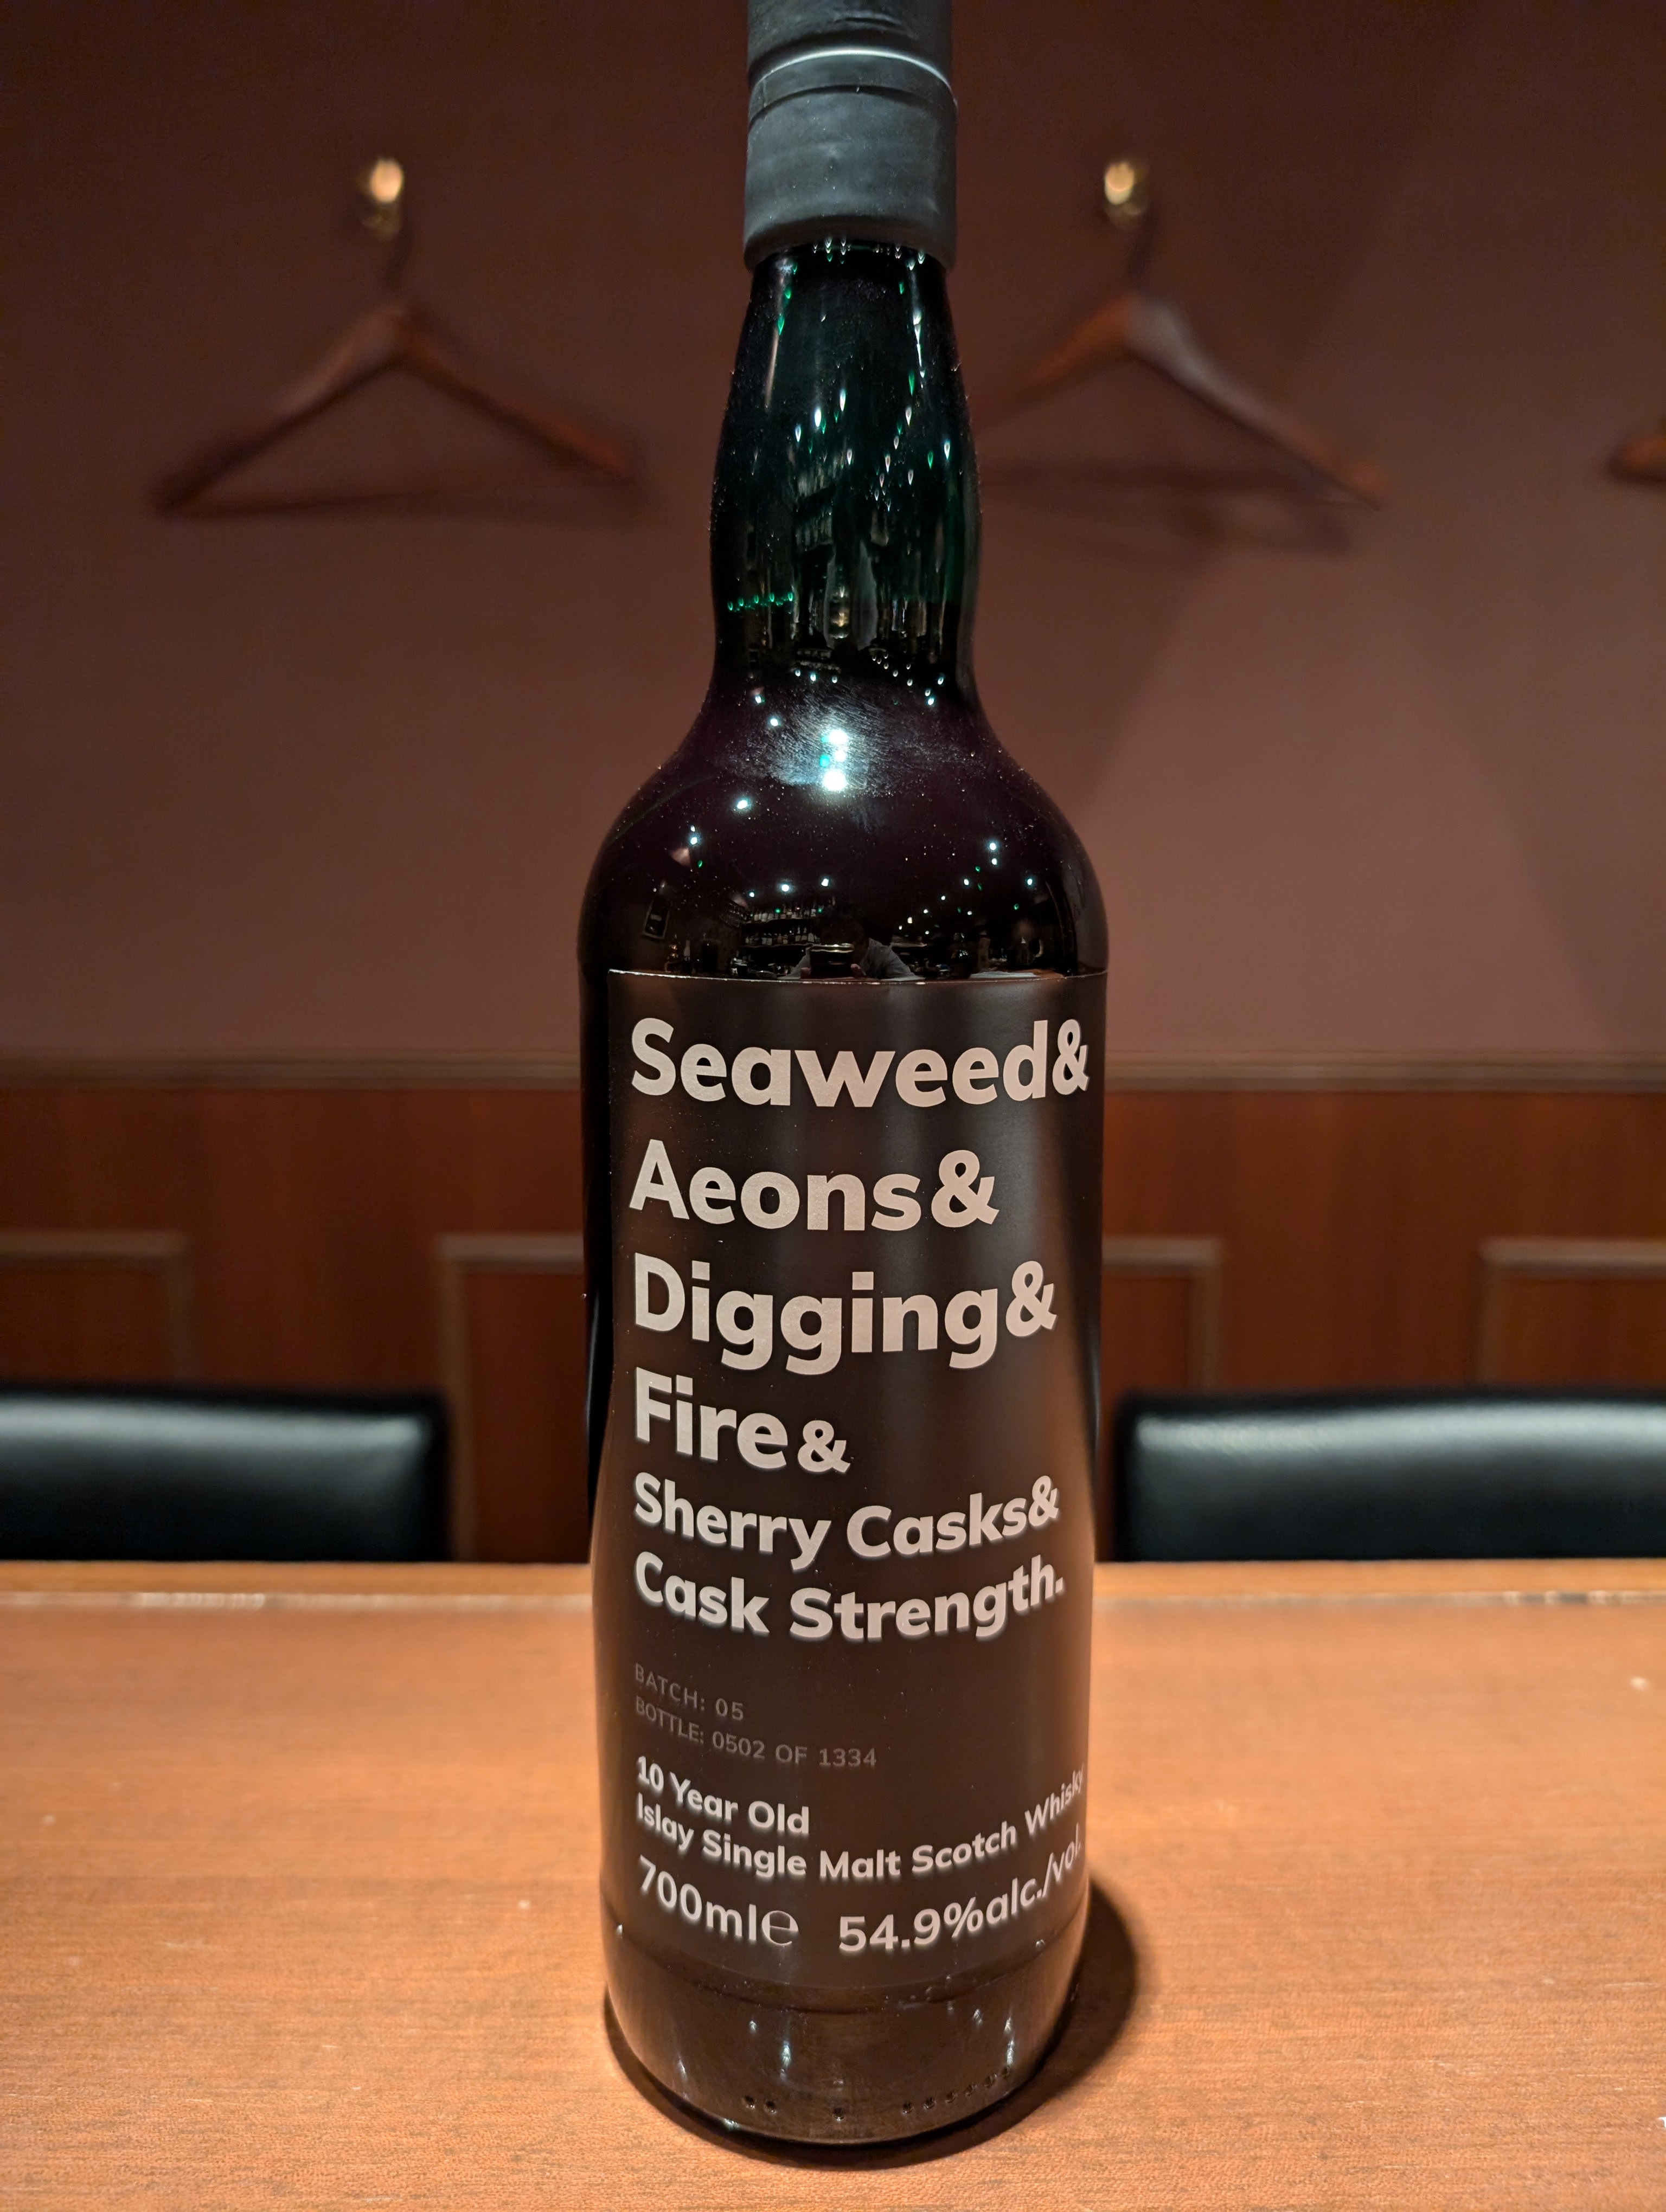 Seaweed&
Aeons&
Digging&
Fire&
Sherry Casks&
Cask Strength.
BATCH: 05
BOTTLE: 0502 OF 1334
10 Year Old
Islay Single Malt Scotch Whisky
700ml℮ 54.9%alc./vol.